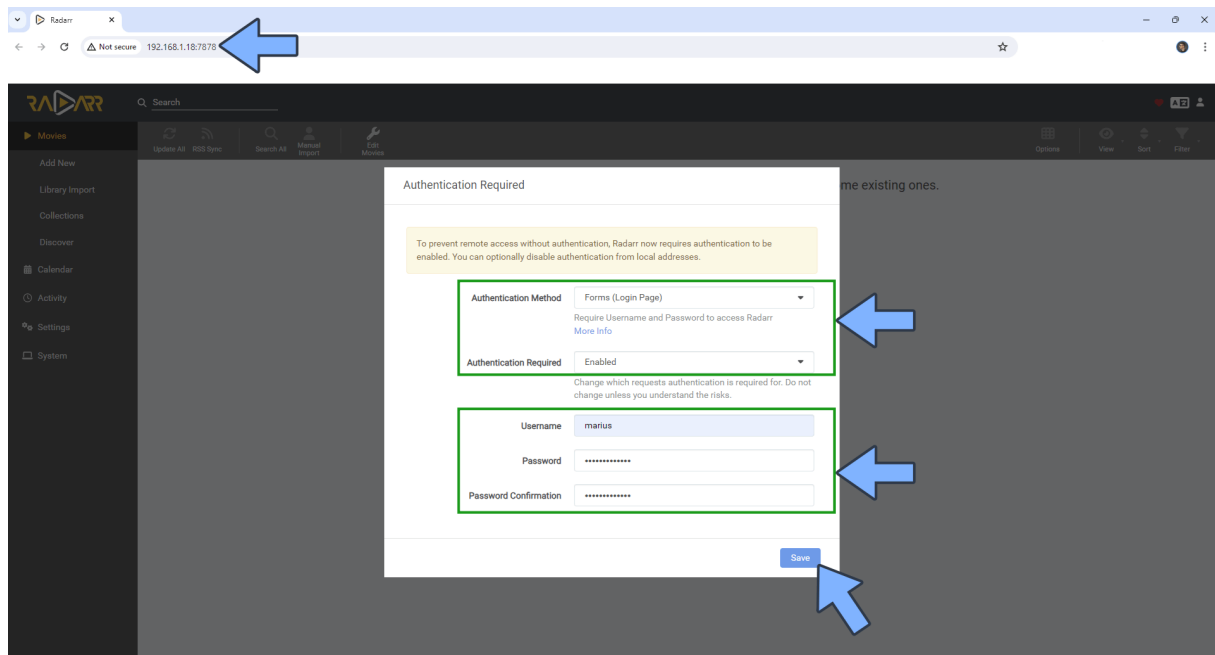 Radarr
Not secure 192.168.1.18:7878
RADARR
Search
Movies
Add New
Library Import
Collections
Discover
Calendar
Activity
Settings
System
Update All
RSS Sync
Search All
Manual
Import
Edit
Movies
Options
View
Sort
Filter
me existing ones.
Authentication Required
To prevent remote access without authentication, Radarr now requires authentication to be
enabled. You can optionally disable authentication from local addresses.
Authentication Method Forms (Login Page)
Require Username and Password to access Radarr
More Info
Authentication Required Enabled
Change which requests authentication is required for. Do not
change unless you understand the risks.
Username marius
Password •••••••••••••
Password Confirmation •••••••••••••
Save